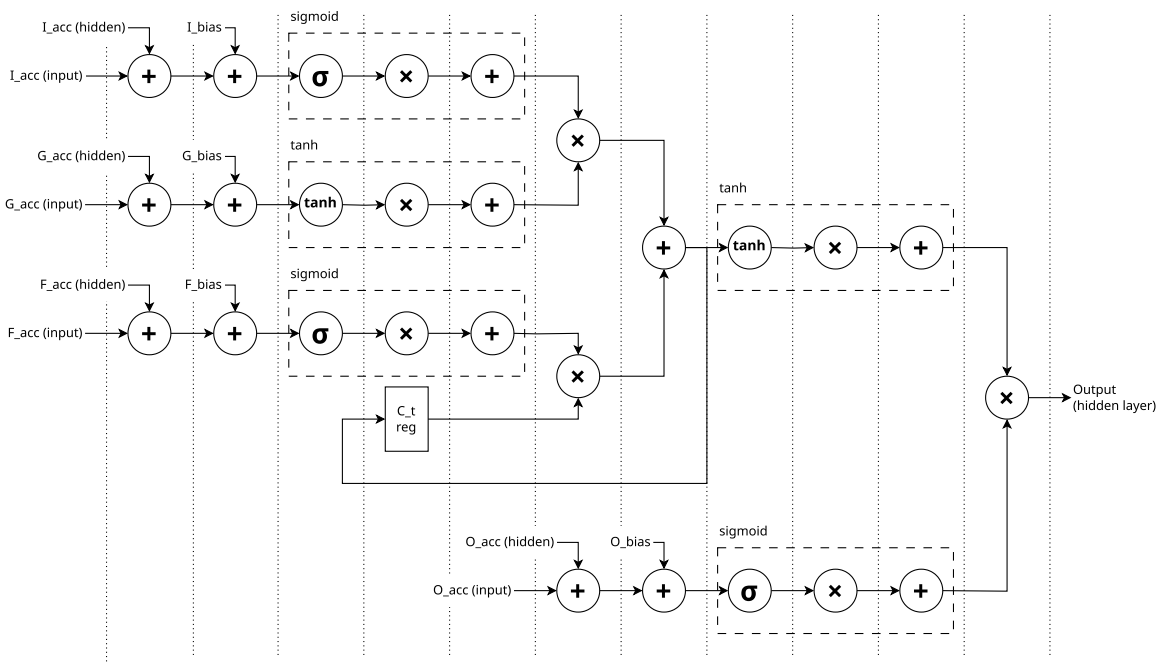 sigmoid
I_acc (hidden)
I_bias
I_acc (input)
+
+
σ
×
+
×
tanh
G_acc (hidden)
G_bias
G_acc (input)
+
+
tanh
×
+
tanh
+
tanh
×
+
sigmoid
F_acc (hidden)
F_bias
F_acc (input)
+
+
σ
×
+
×
C_t
reg
×
Output
(hidden layer)
sigmoid
O_acc (hidden)
O_bias
O_acc (input)
+
+
σ
×
+